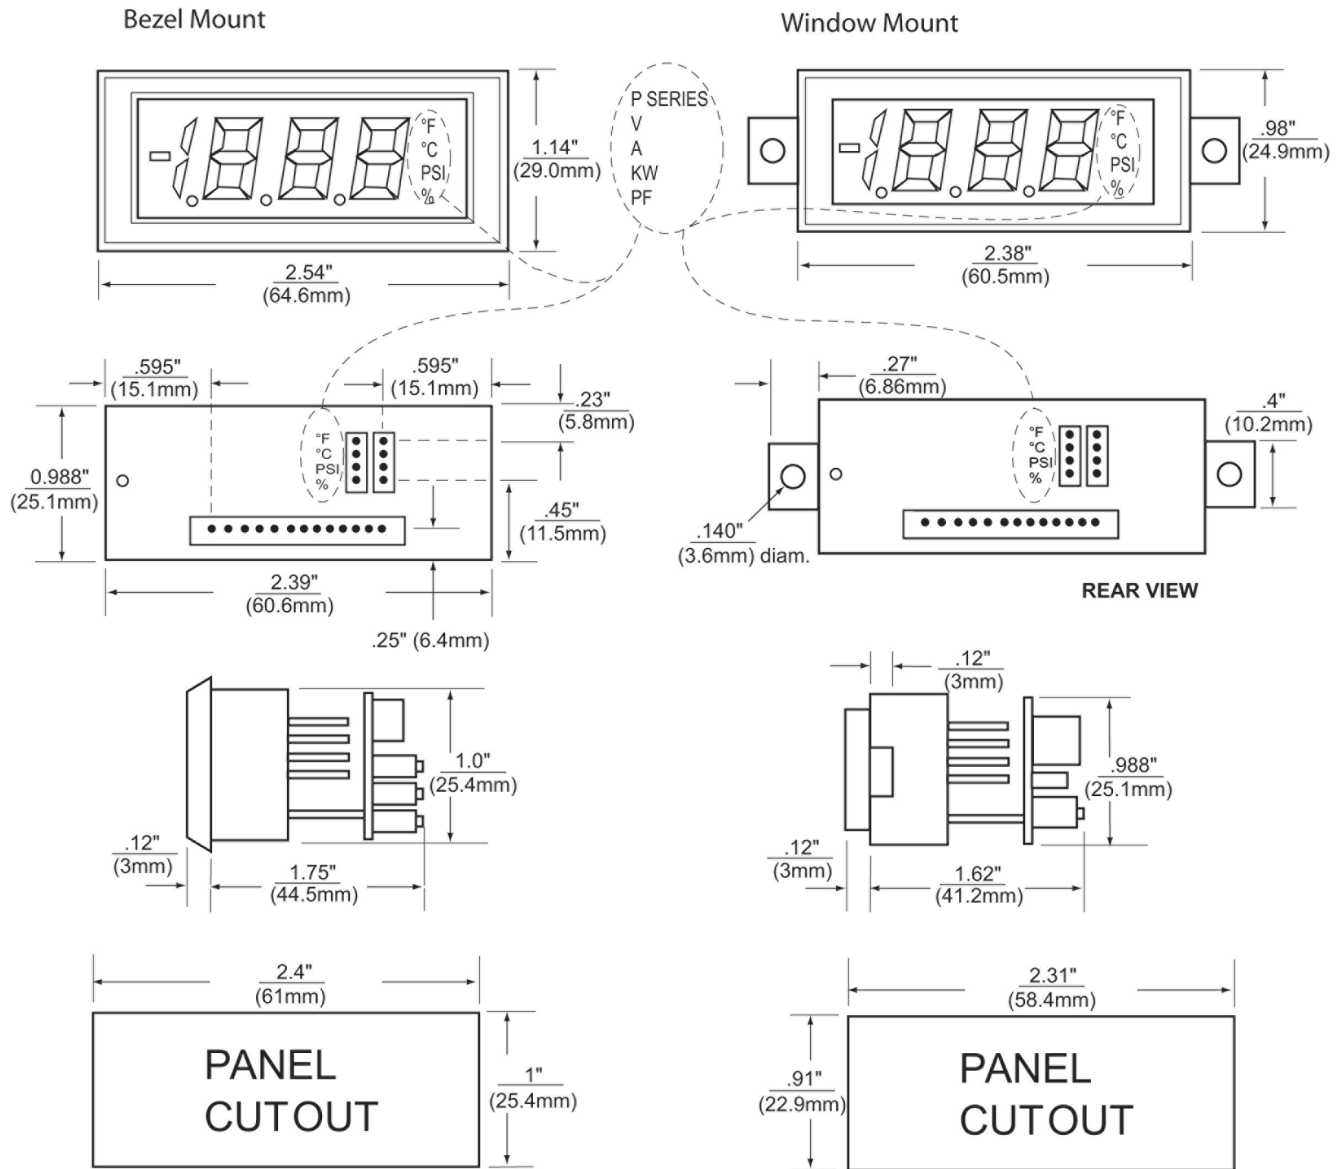 Bezel Mount
Window Mount
°F
°C
PSI
%
1.14"
(29.0mm)
2.54"
(64.6mm)
P SERIES
V
A
KW
PF
°F
°C
PSI
%
.98"
(24.9mm)
2.38"
(60.5mm)
.595"
(15.1mm)
.595"
(15.1mm)
.23"
(5.8mm)
°F
°C
PSI
%
0.988"
(25.1mm)
.45"
(11.5mm)
2.39"
(60.6mm)
.25" (6.4mm)
.27"
(6.86mm)
.4"
(10.2mm)
°F
°C
PSI
%
.140"
(3.6mm) diam.
REAR VIEW
1.0"
(25.4mm)
.12"
(3mm)
1.75"
(44.5mm)
.12"
(3mm)
.988"
(25.1mm)
.12"
(3mm)
1.62"
(41.2mm)
2.4"
(61mm)
PANEL
CUTOUT
1"
(25.4mm)
2.31"
(58.4mm)
.91"
(22.9mm)
PANEL
CUTOUT